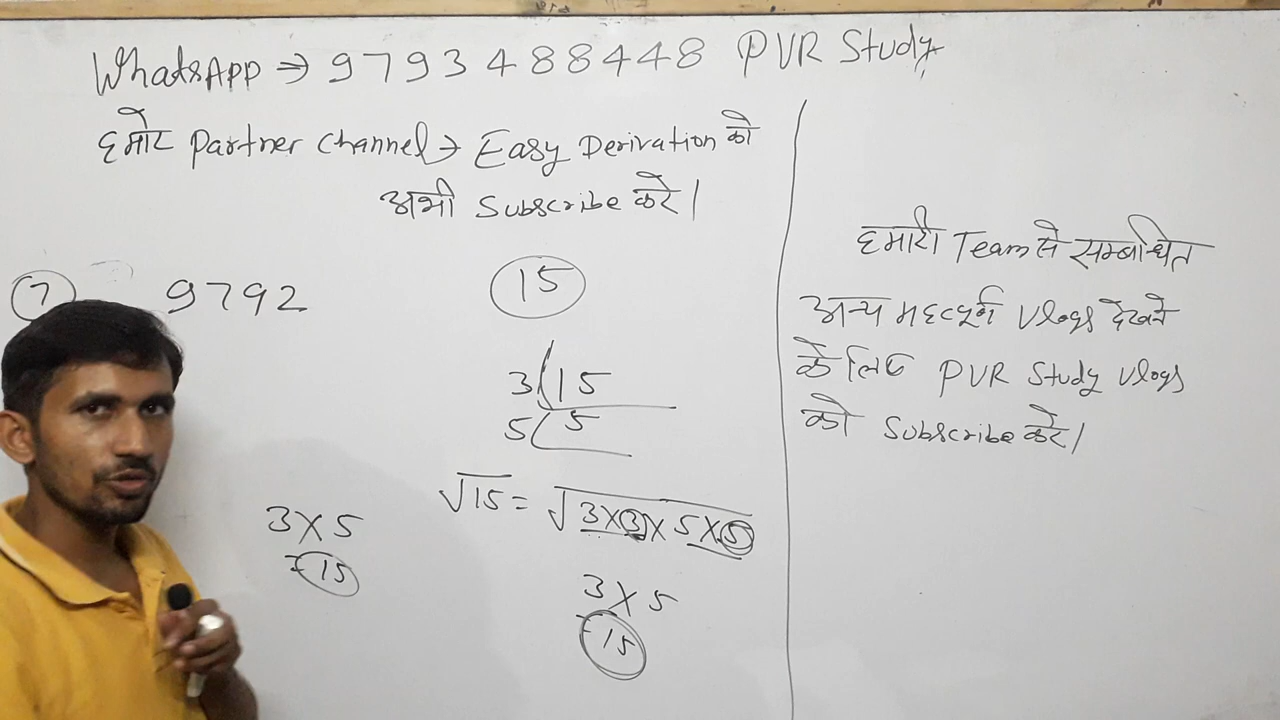 WhatsApp → 9793488448 PVR Study
हमारे Partner Channel → Easy Derivation को
अभी Subscribe करे।
7
9792
15
3 15
5 5
√15 = √3×3×5×5
3×5
=15
3×5
=15
हमारी Team से सम्बन्धित
अन्य महत्वपूर्ण Vlogs देखने
के लिए PVR Study Vlogs
को Subscribe करे।